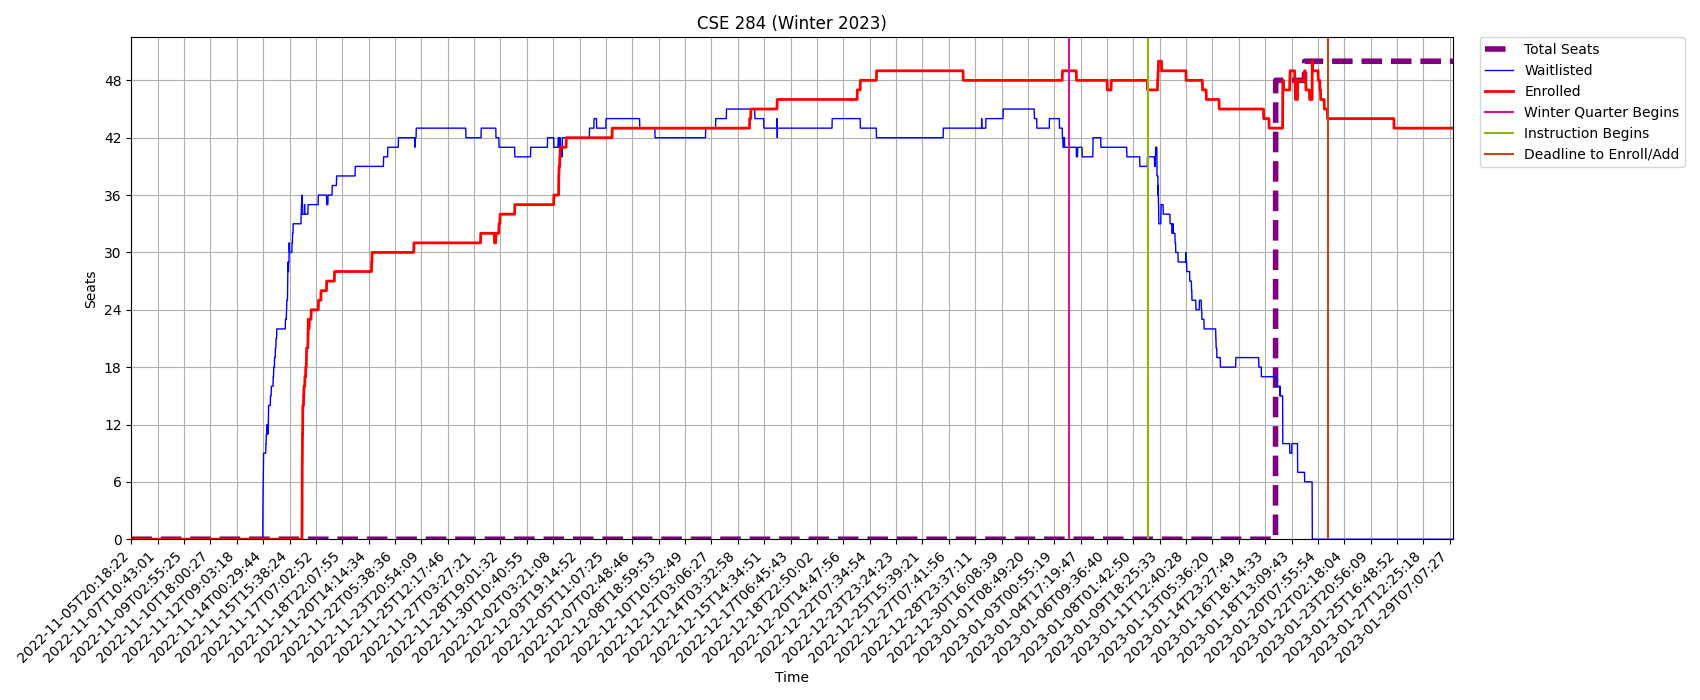 CSE 284 (Winter 2023)
Total Seats
Waitlisted
Enrolled
Winter Quarter Begins
Instruction Begins
Deadline to Enroll/Add
Seats
48
42
36
30
24
18
12
6
0
2022-11-05T20:18:22
2022-11-07T10:43:01
2022-11-09T02:55:25
2022-11-10T18:00:27
2022-11-12T09:03:18
2022-11-14T00:29:44
2022-11-15T15:38:24
2022-11-17T07:02:52
2022-11-18T22:07:55
2022-11-20T14:14:34
2022-11-22T05:38:36
2022-11-23T20:54:09
2022-11-25T12:17:46
2022-11-27T03:27:21
2022-11-28T19:01:32
2022-11-30T10:40:55
2022-12-02T03:21:08
2022-12-03T19:14:52
2022-12-05T11:07:25
2022-12-07T02:48:46
2022-12-08T18:59:53
2022-12-10T10:52:49
2022-12-12T03:06:27
2022-12-14T03:32:58
2022-12-15T14:34:51
2022-12-17T06:45:43
2022-12-18T22:50:02
2022-12-20T14:47:56
2022-12-22T07:34:54
2022-12-23T23:24:23
2022-12-25T15:39:21
2022-12-27T07:41:56
2022-12-28T23:37:11
2022-12-30T16:08:39
2023-01-01T08:49:20
2023-01-03T00:55:19
2023-01-04T17:19:47
2023-01-06T09:36:40
2023-01-08T01:42:50
2023-01-09T18:25:33
2023-01-11T12:40:28
2023-01-13T05:36:20
2023-01-14T23:27:49
2023-01-16T18:14:33
2023-01-18T13:09:43
2023-01-20T07:55:54
2023-01-22T02:18:04
2023-01-23T20:56:09
2023-01-25T16:48:52
2023-01-27T12:25:18
2023-01-29T07:07:27
Time